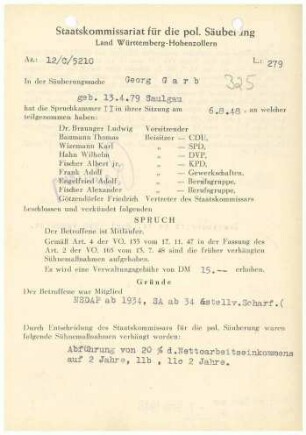 Staatskommissariat für die pol. Säuberung
Land Württemberg-Hohenzollern
Az.: 12/C/5210 L.: 279
In der Säuberungssache Georg Garb
325
geb. 13.4.79 Saulgau
hat die Spruchkammer II in ihrer Sitzung am 6.8.48, an welcher
teilgenommen haben:
Dr. Braunger Ludwig Vorsitzender
Baumann Thomas Beisitzer — CDU,
Wizemann Karl „ — SPD,
Hahn Wilhelm „ — DVP,
Fischer Albert jr. „ — KPD,
Frank Adolf „ — Gewerkschaften,
Engelfried Adolf „ — Berufsgruppe,
Fischer Alexander „ — Berufsgruppe,
Götzendörfer Friedrich Vertreter des Staatskommissars
beschlossen und verkündet folgenden
SPRUCH
Der Betroffene ist Mitläufer.
Gemäß Art. 4 der VO. 133 vom 17. 11. 47 in der Fassung des
Art. 2 der VO. 165 vom 13. 7. 48 sind die früher verhängten
Sühnemaßnahmen aufgehoben.
Es wird eine Verwaltungsgebühr von DM 15.-- erhoben.
Gründe
Der Betroffene war Mitglied
NSDAP ab 1934, SA ab 34 &stellv.Scharf.(
Durch Entscheidung des Staatskommissars für die pol. Säuberung waren
folgende Sühnemaßnahmen verhängt worden:
Abführung von 20 % d.Nettoarbeitseinkommens
auf 2 Jahre, 11b, 11c 2 Jahre.